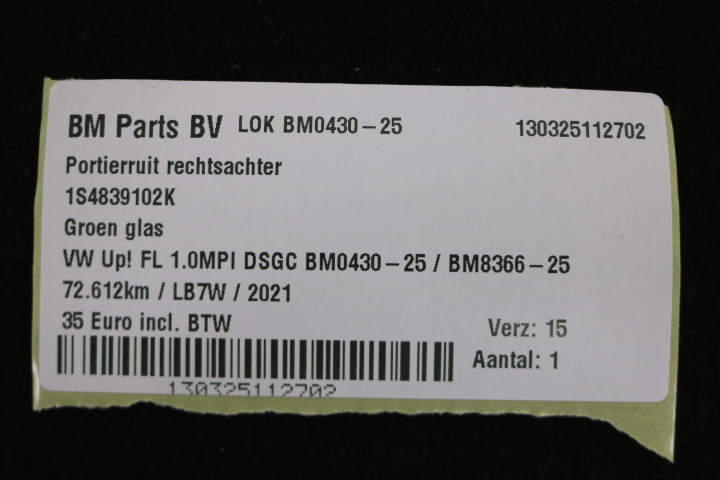 BM Parts BV LOK BM0430-25 130325112702
Portierruit rechtsachter
1S4839102K
Groen glas
VW Up! FL 1.0MPI DSGC BM0430-25 / BM8366-25
72.612km / LB7W / 2021
35 Euro incl. BTW
Verz: 15
Aantal: 1
130325112702